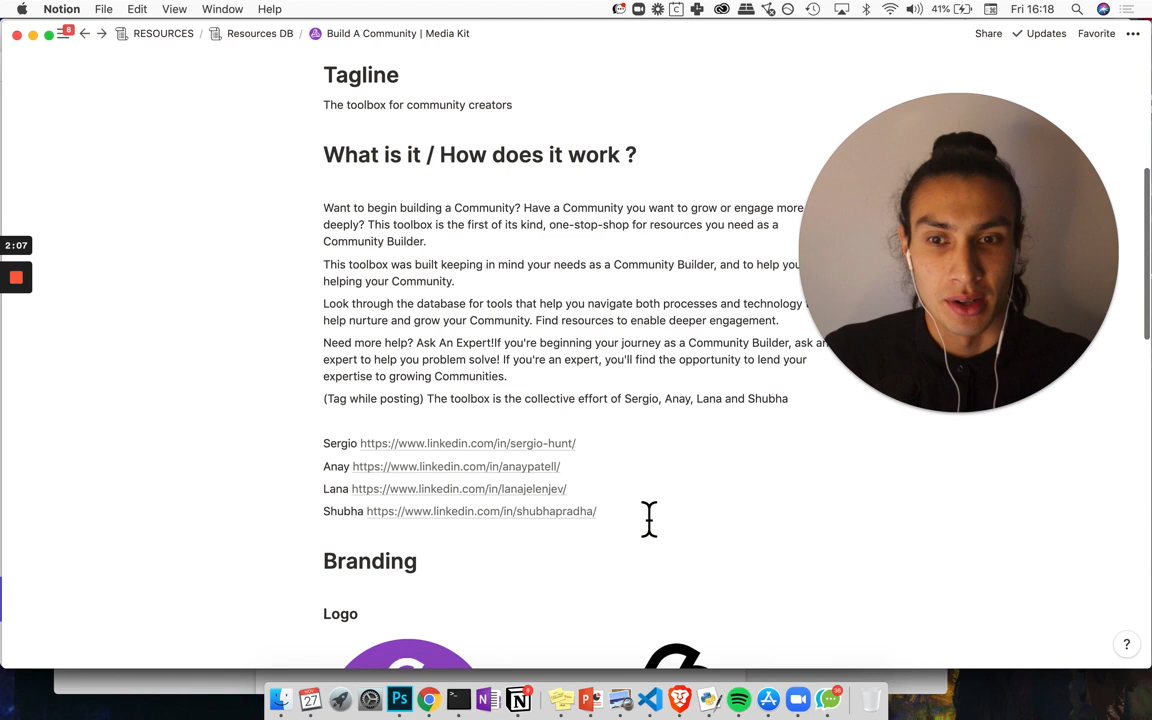 Notion File Edit View Window Help 41% Fri 16:18
8 RESOURCES / Resources DB / Build A Community | Media Kit Share Updates Favorite
Tagline
The toolbox for community creators
What is it / How does it work ?
Want to begin building a Community? Have a Community you want to grow or engage more
deeply? This toolbox is the first of its kind, one-stop-shop for resources you need as a
Community Builder.
2:07
This toolbox was built keeping in mind your needs as a Community Builder, and to help you
helping your Community.
Look through the database for tools that help you navigate both processes and technology
help nurture and grow your Community. Find resources to enable deeper engagement.
Need more help? Ask An Expert!If you're beginning your journey as a Community Builder, ask an
expert to help you problem solve! If you're an expert, you'll find the opportunity to lend your
expertise to growing Communities.
(Tag while posting) The toolbox is the collective effort of Sergio, Anay, Lana and Shubha
Sergio https://www.linkedin.com/in/sergio-hunt/
Anay https://www.linkedin.com/in/anaypatell/
Lana https://www.linkedin.com/in/lanajelenjev/
Shubha https://www.linkedin.com/in/shubhapradha/
Branding
Logo
?
27 Ps